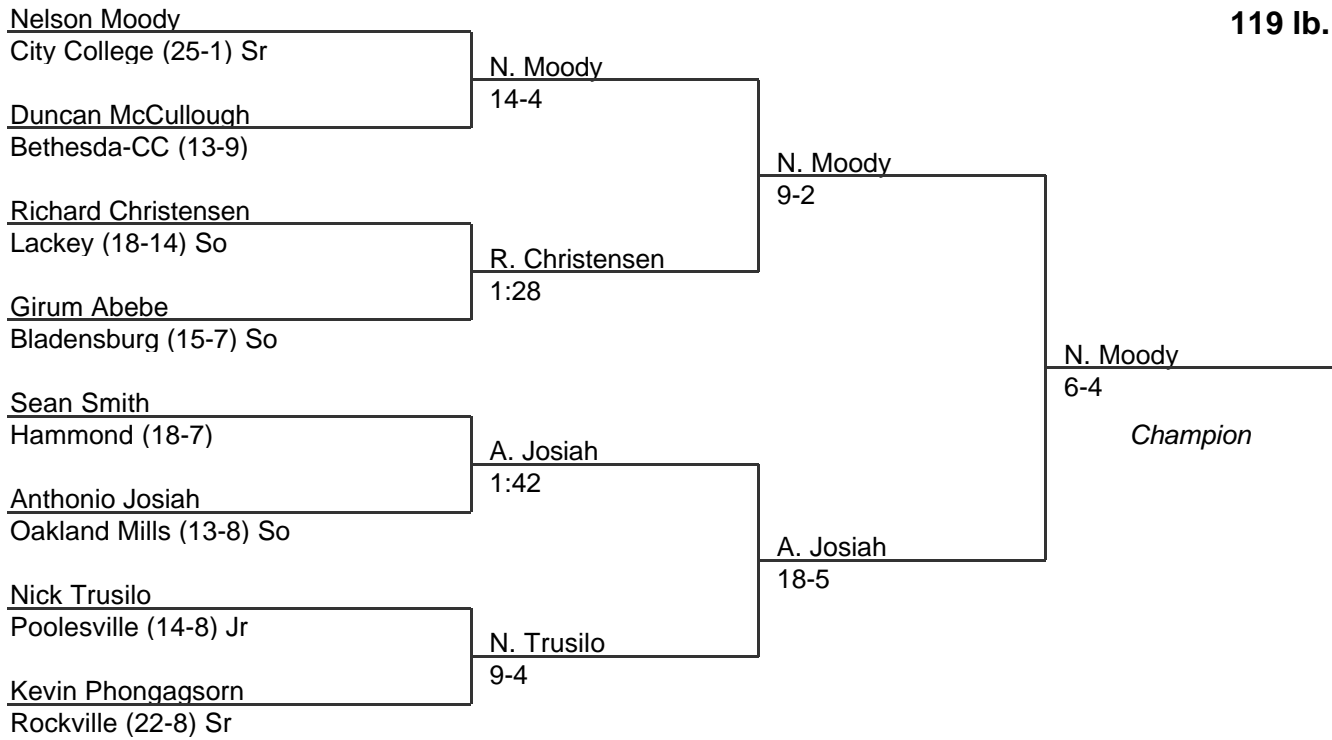 119 lb.
Nelson Moody
City College (25-1) Sr
Duncan McCullough
Bethesda-CC (13-9)
Richard Christensen
Lackey (18-14) So
Girum Abebe
Bladensburg (15-7) So
Sean Smith
Hammond (18-7)
Anthonio Josiah
Oakland Mills (13-8) So
Nick Trusilo
Poolesville (14-8) Jr
Kevin Phongagsorn
Rockville (22-8) Sr
N. Moody
14-4
R. Christensen
1:28
A. Josiah
1:42
N. Trusilo
9-4
N. Moody
9-2
A. Josiah
18-5
N. Moody
6-4
Champion